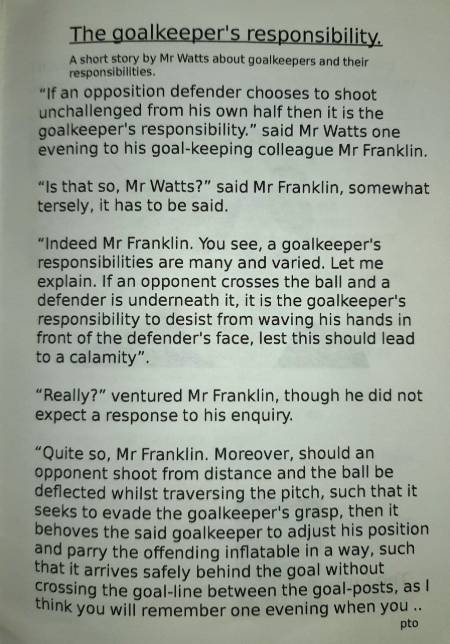 The goalkeeper's responsibility.
A short story by Mr Watts about goalkeepers and their
responsibilities.
“If an opposition defender chooses to shoot
unchallenged from his own half then it is the
goalkeeper's responsibility.” said Mr Watts one
evening to his goal-keeping colleague Mr Franklin.
“Is that so, Mr Watts?” said Mr Franklin, somewhat
tersely, it has to be said.
“Indeed Mr Franklin. You see, a goalkeeper's
responsibilities are many and varied. Let me
explain. If an opponent crosses the ball and a
defender is underneath it, it is the goalkeeper's
responsibility to desist from waving his hands in
front of the defender's face, lest this should lead
to a calamity”.
“Really?” ventured Mr Franklin, though he did not
expect a response to his enquiry.
“Quite so, Mr Franklin. Moreover, should an
opponent shoot from distance and the ball be
deflected whilst traversing the pitch, such that it
seeks to evade the goalkeeper's grasp, then it
behoves the said goalkeeper to adjust his position
and parry the offending inflatable in a way, such
that it arrives safely behind the goal without
crossing the goal-line between the goal-posts, as I
think you will remember one evening when you ..
pto